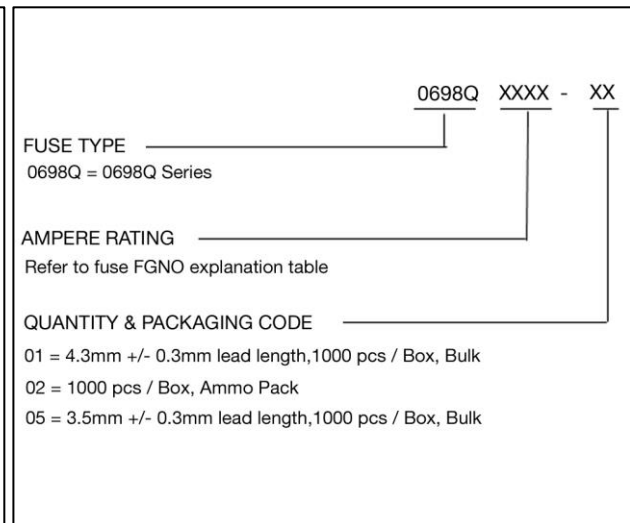 0698Q XXXX - XX
FUSE TYPE
0698Q = 0698Q Series
AMPERE RATING
Refer to fuse FGNO explanation table
QUANTITY & PACKAGING CODE
01 = 4.3mm +/- 0.3mm lead length,1000 pcs / Box, Bulk
02 = 1000 pcs / Box, Ammo Pack
05 = 3.5mm +/- 0.3mm lead length,1000 pcs / Box, Bulk